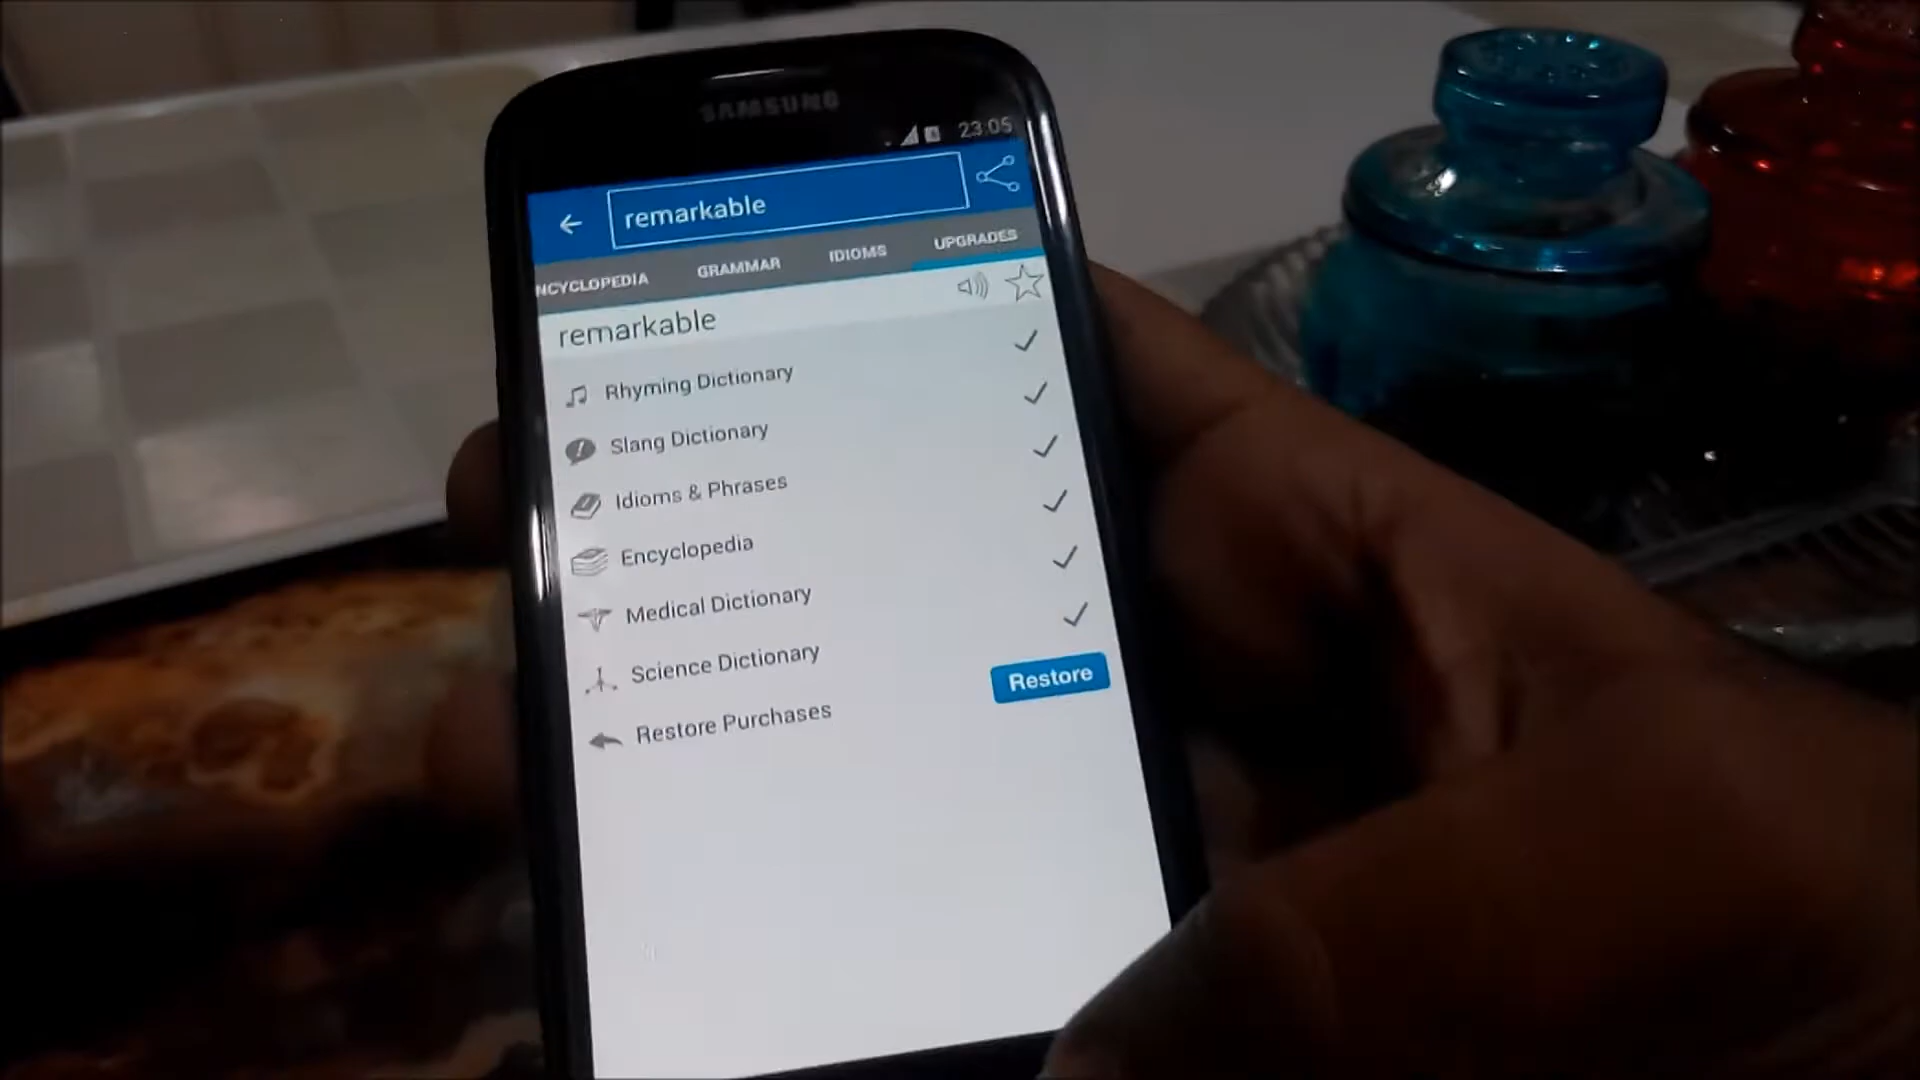 SAMSUNG
23:05
remarkable
NCYCLOPEDIA GRAMMAR IDIOMS UPGRADES
remarkable
Rhyming Dictionary
Slang Dictionary
Idioms & Phrases
Encyclopedia
Medical Dictionary
Science Dictionary
Restore Purchases Restore